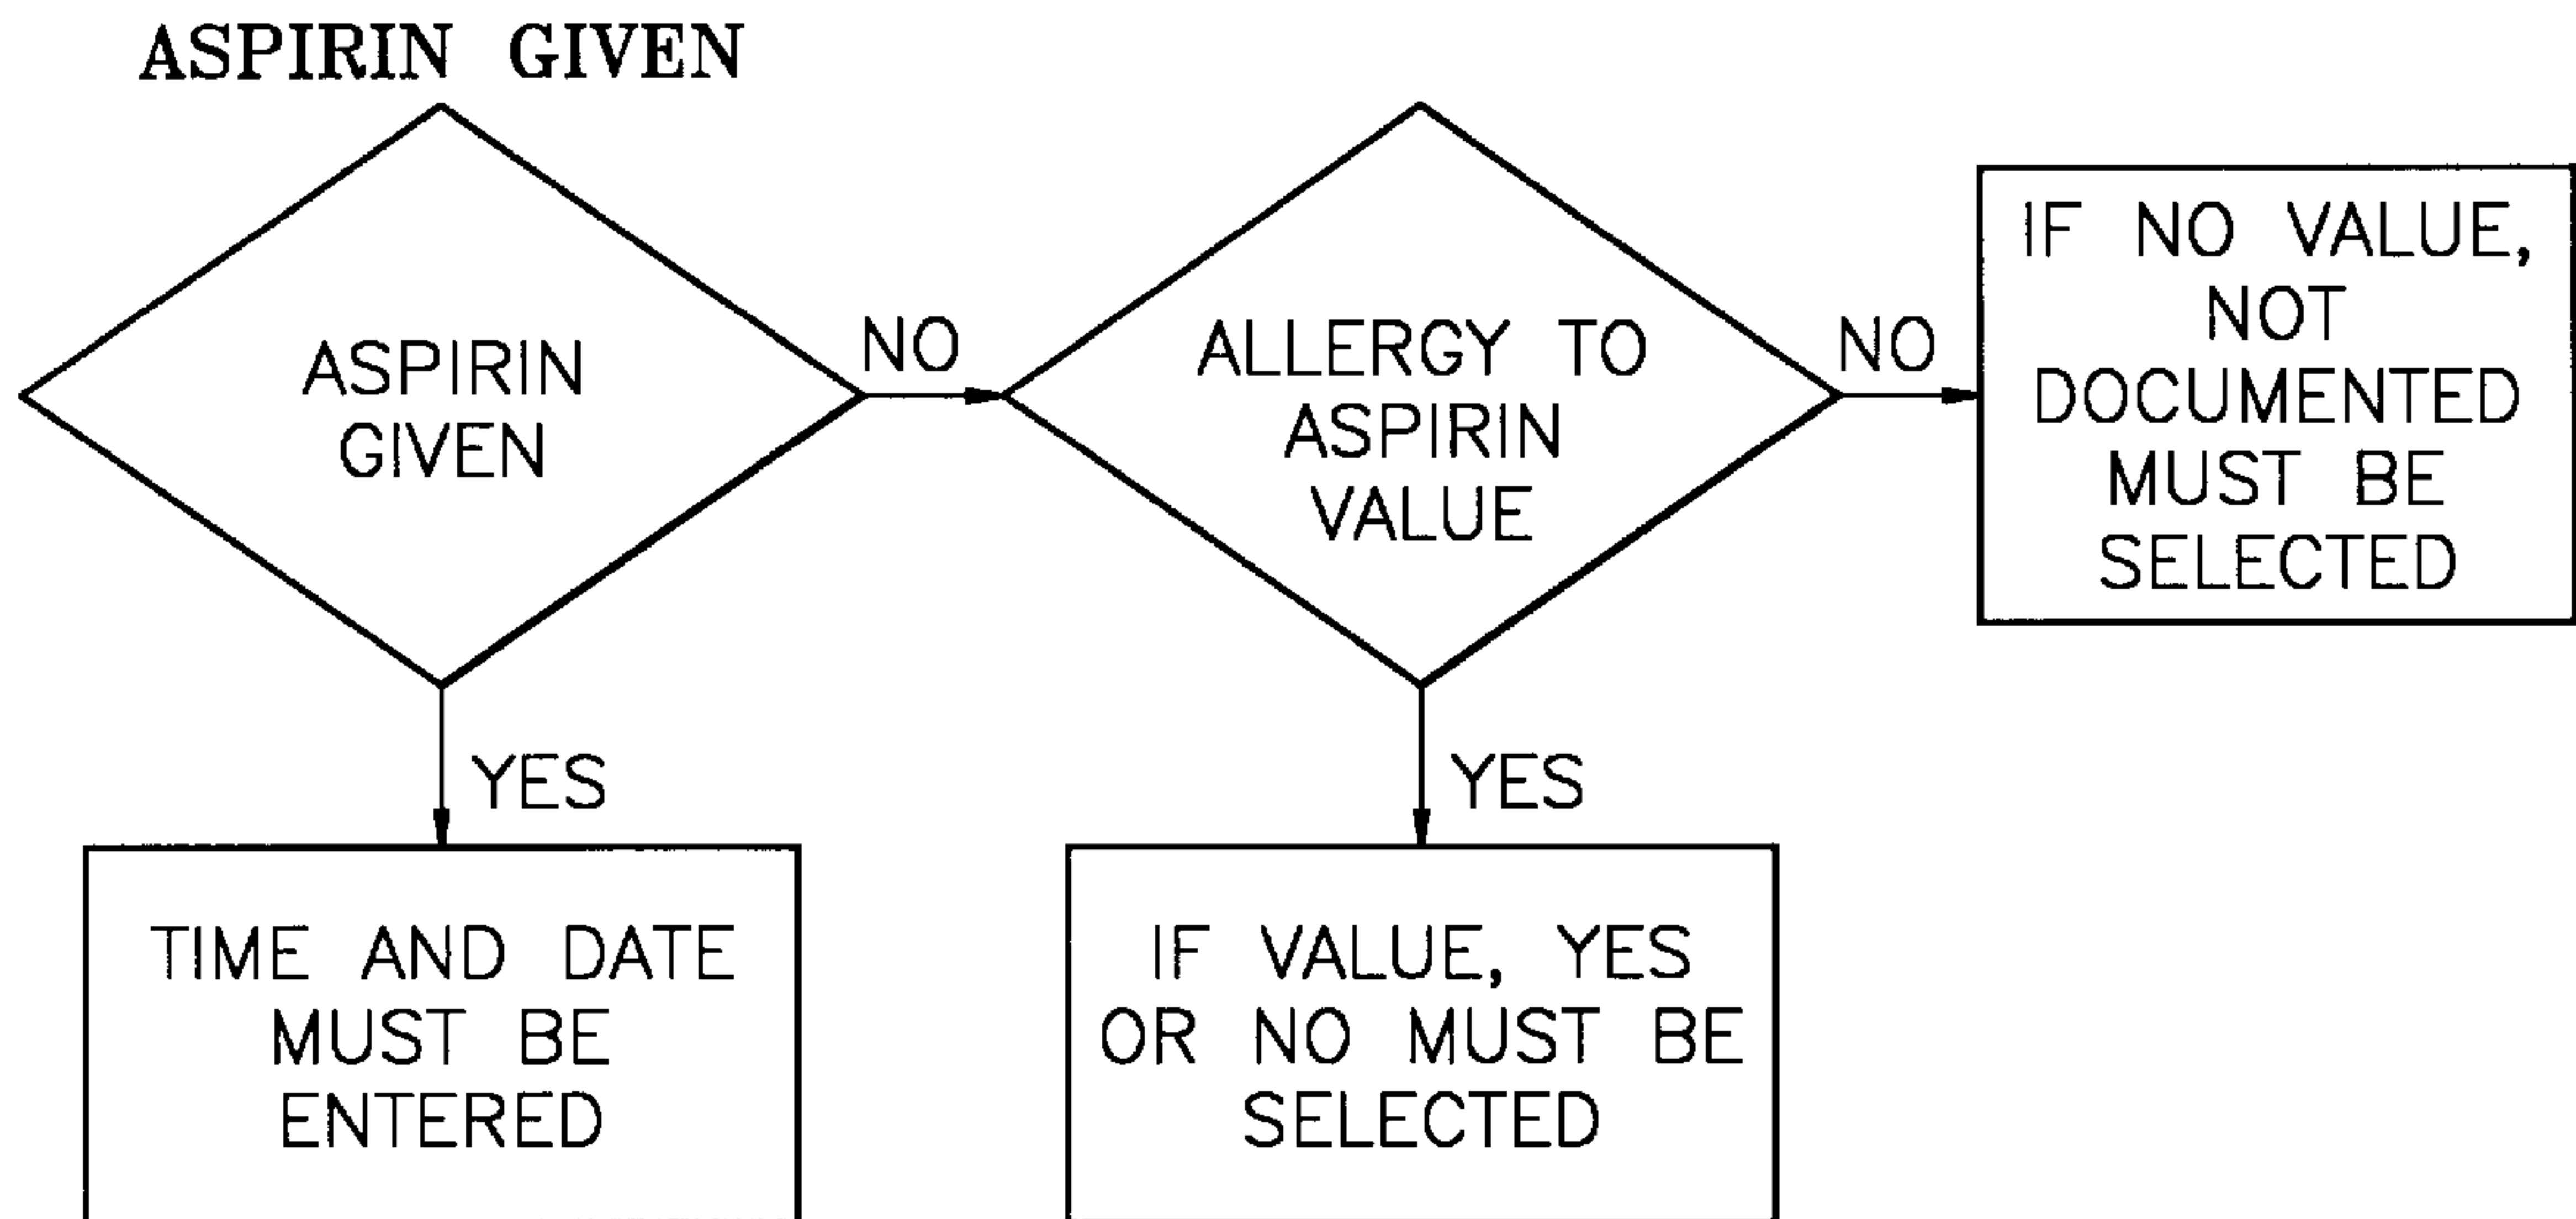 ASPIRIN GIVEN
ASPIRIN
GIVEN
NO
ALLERGY TO
ASPIRIN
VALUE
NO
IF NO VALUE,
NOT
DOCUMENTED
MUST BE
SELECTED
YES
TIME AND DATE
MUST BE
ENTERED
YES
IF VALUE, YES
OR NO MUST BE
SELECTED